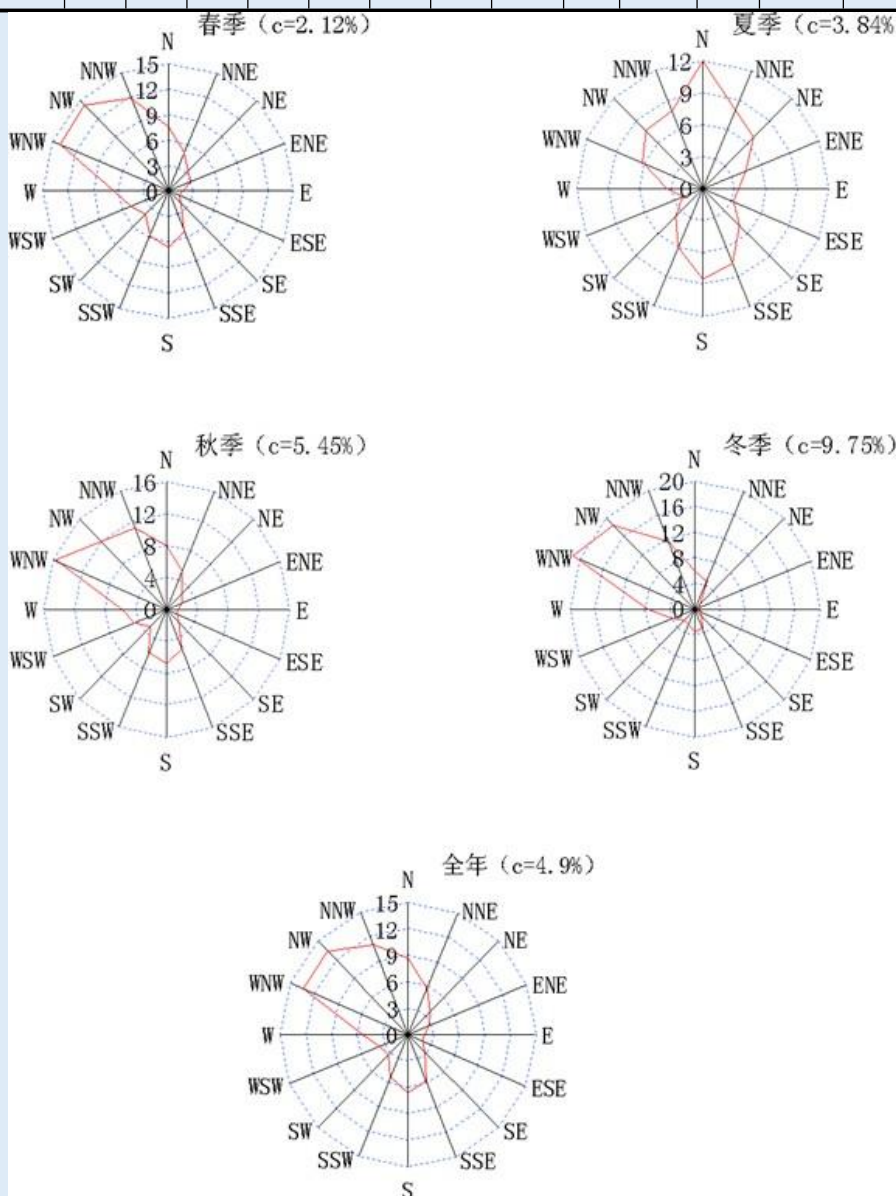 春季（c=2.12%）
N
NNE
NE
ENE
E
ESE
SE
SSE
S
SSW
SW
WSW
W
WNW
NW
NNW
15
12
9
6
3
0
夏季（c=3.84%
N
NNE
NE
ENE
E
ESE
SE
SSE
S
SSW
SW
WSW
W
WNW
NW
NNW
12
9
6
3
0
秋季（c=5.45%）
N
NNE
NE
ENE
E
ESE
SE
SSE
S
SSW
SW
WSW
W
WNW
NW
NNW
16
12
8
4
0
冬季（c=9.75%）
N
NNE
NE
ENE
E
ESE
SE
SSE
S
SSW
SW
WSW
W
WNW
NW
NNW
20
16
12
8
4
0
全年（c=4.9%）
N
NNE
NE
ENE
E
ESE
SE
SSE
S
SSW
SW
WSW
W
WNW
NW
NNW
15
12
9
6
3
0